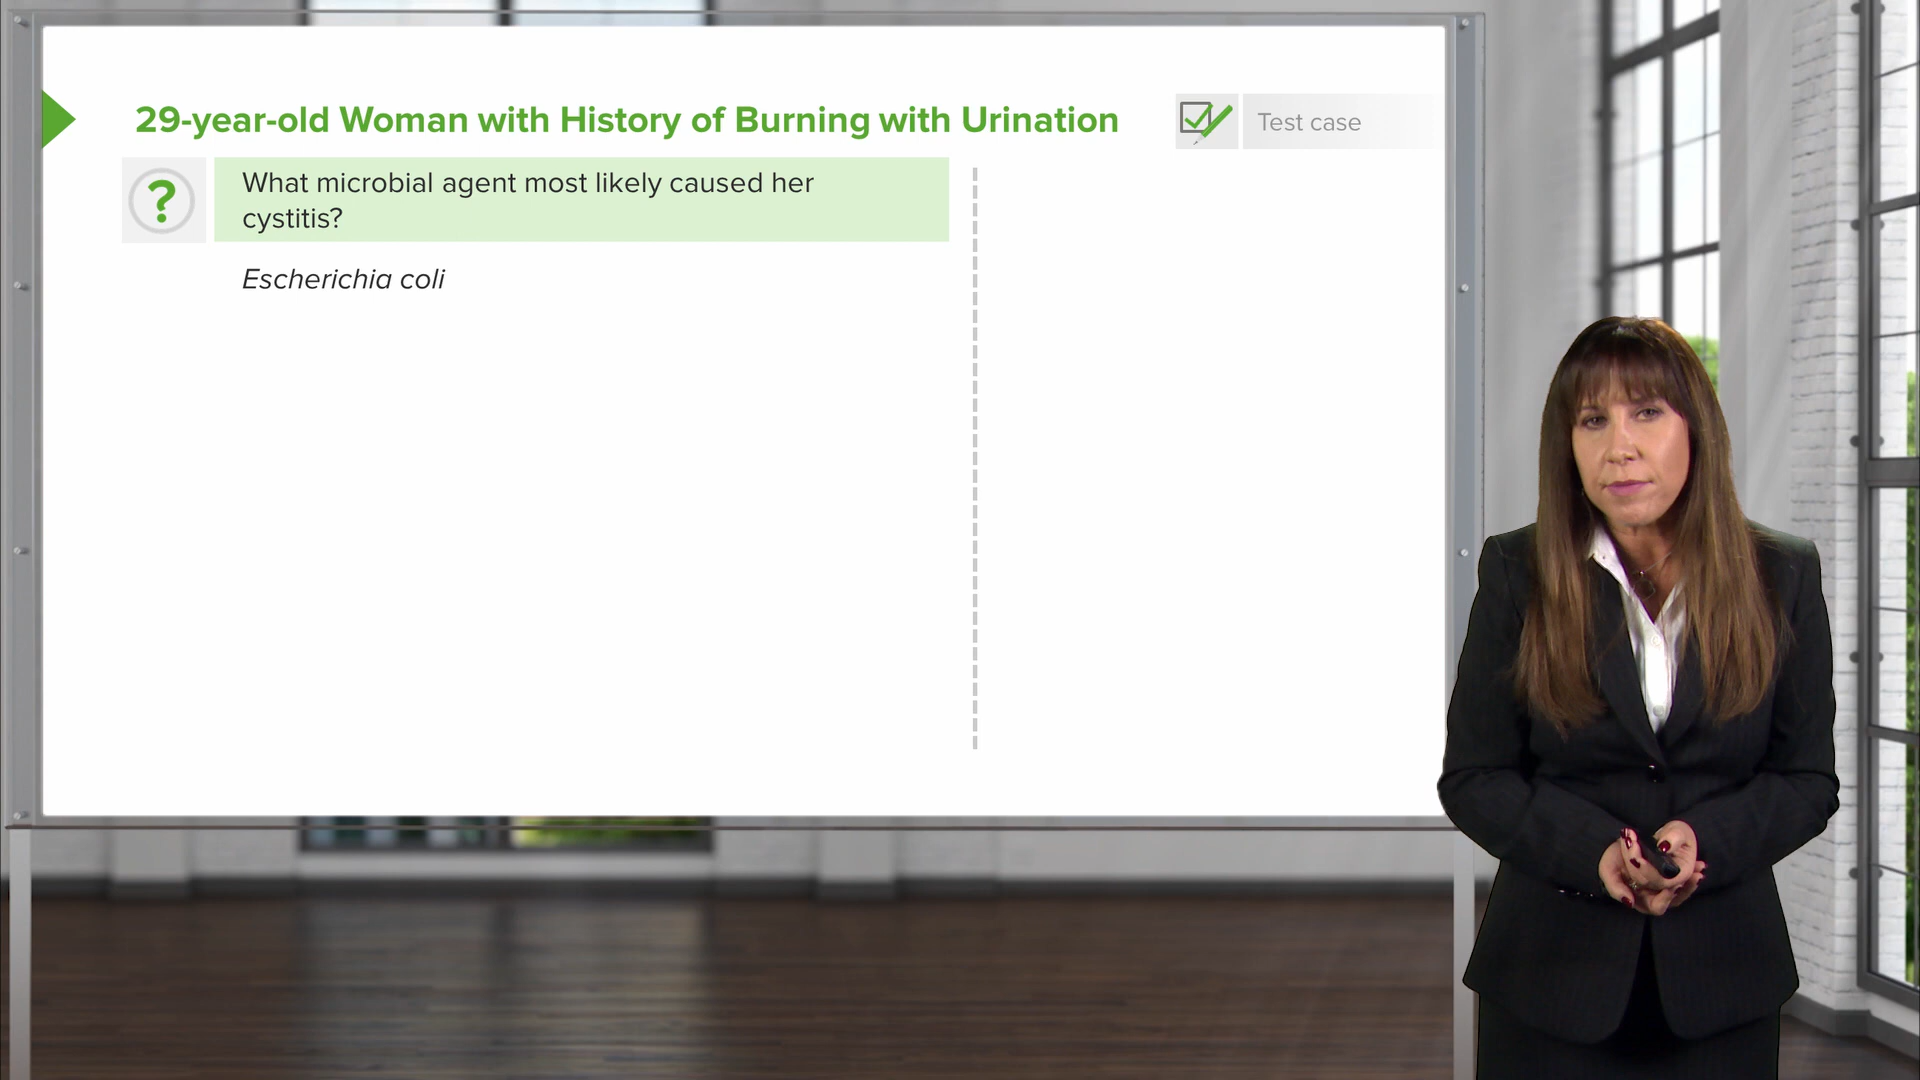 29-year-old Woman with History of Burning with Urination
Test case
?
What microbial agent most likely caused her
cystitis?
Escherichia coli